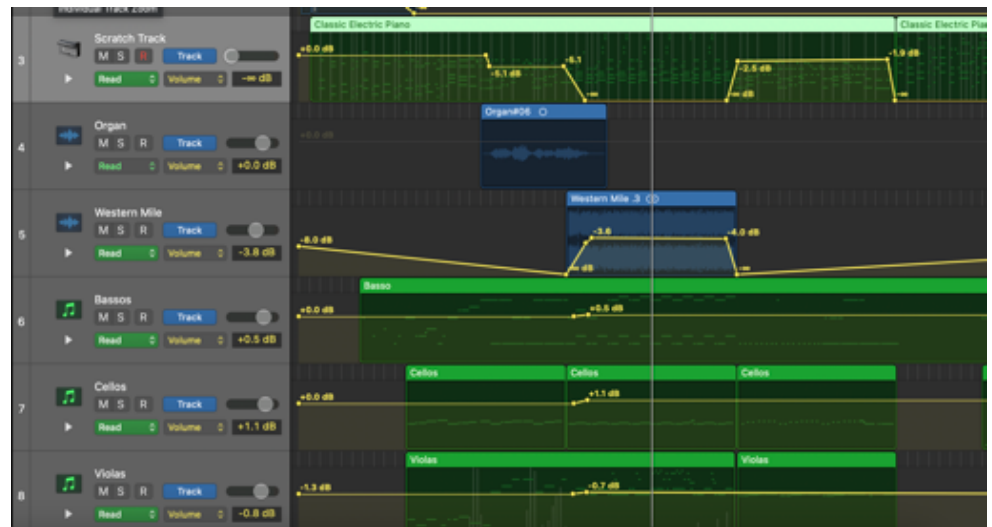 Individual Track Zoom
Classic Electric Piano
Classic Electric Pia
3
Scratch Track
M S R Track
Read Volume -∞ dB
+0.0 dB
-5.1 dB
-5.1
-∞
-∞ dB
-2.5 dB
-1.9 dB
-∞
4
Organ
M S R Track
Read Volume +0.0 dB
+0.0 dB
Organ#06
5
Western Mile
M S R Track
Read Volume -3.8 dB
-8.0 dB
Western Mile .3
-∞ dB
-3.6
-4.0 dB
-∞
6
Bassos
M S R Track
Read Volume +0.5 dB
Basso
+0.0 dB
+0.5 dB
7
Cellos
M S R Track
Read Volume +1.1 dB
Cellos
Cellos
Cellos
+0.0 dB
+1.1 dB
8
Violas
M S R Track
Read Volume -0.8 dB
Violas
Violas
-1.3 dB
-0.7 dB